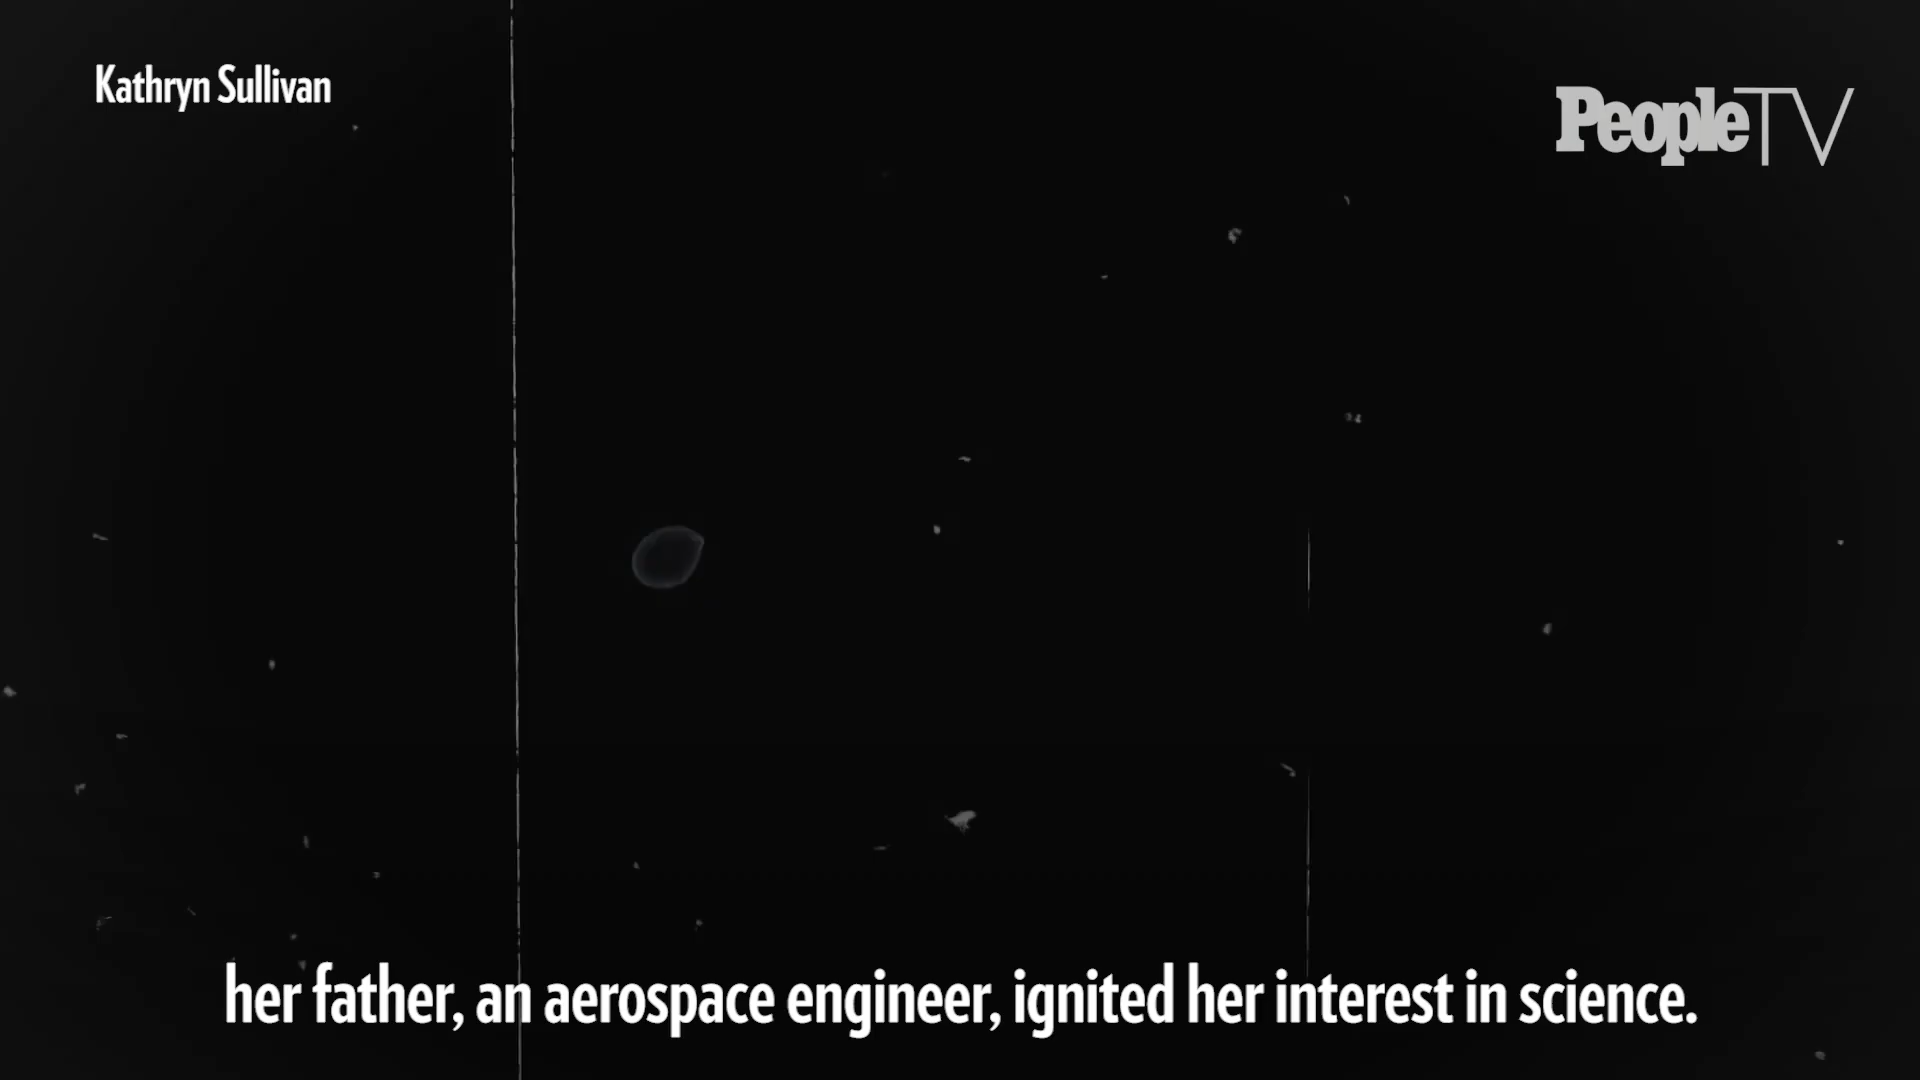 Kathryn Sullivan
PeopleTV
her father, an aerospace engineer, ignited her interest in science.